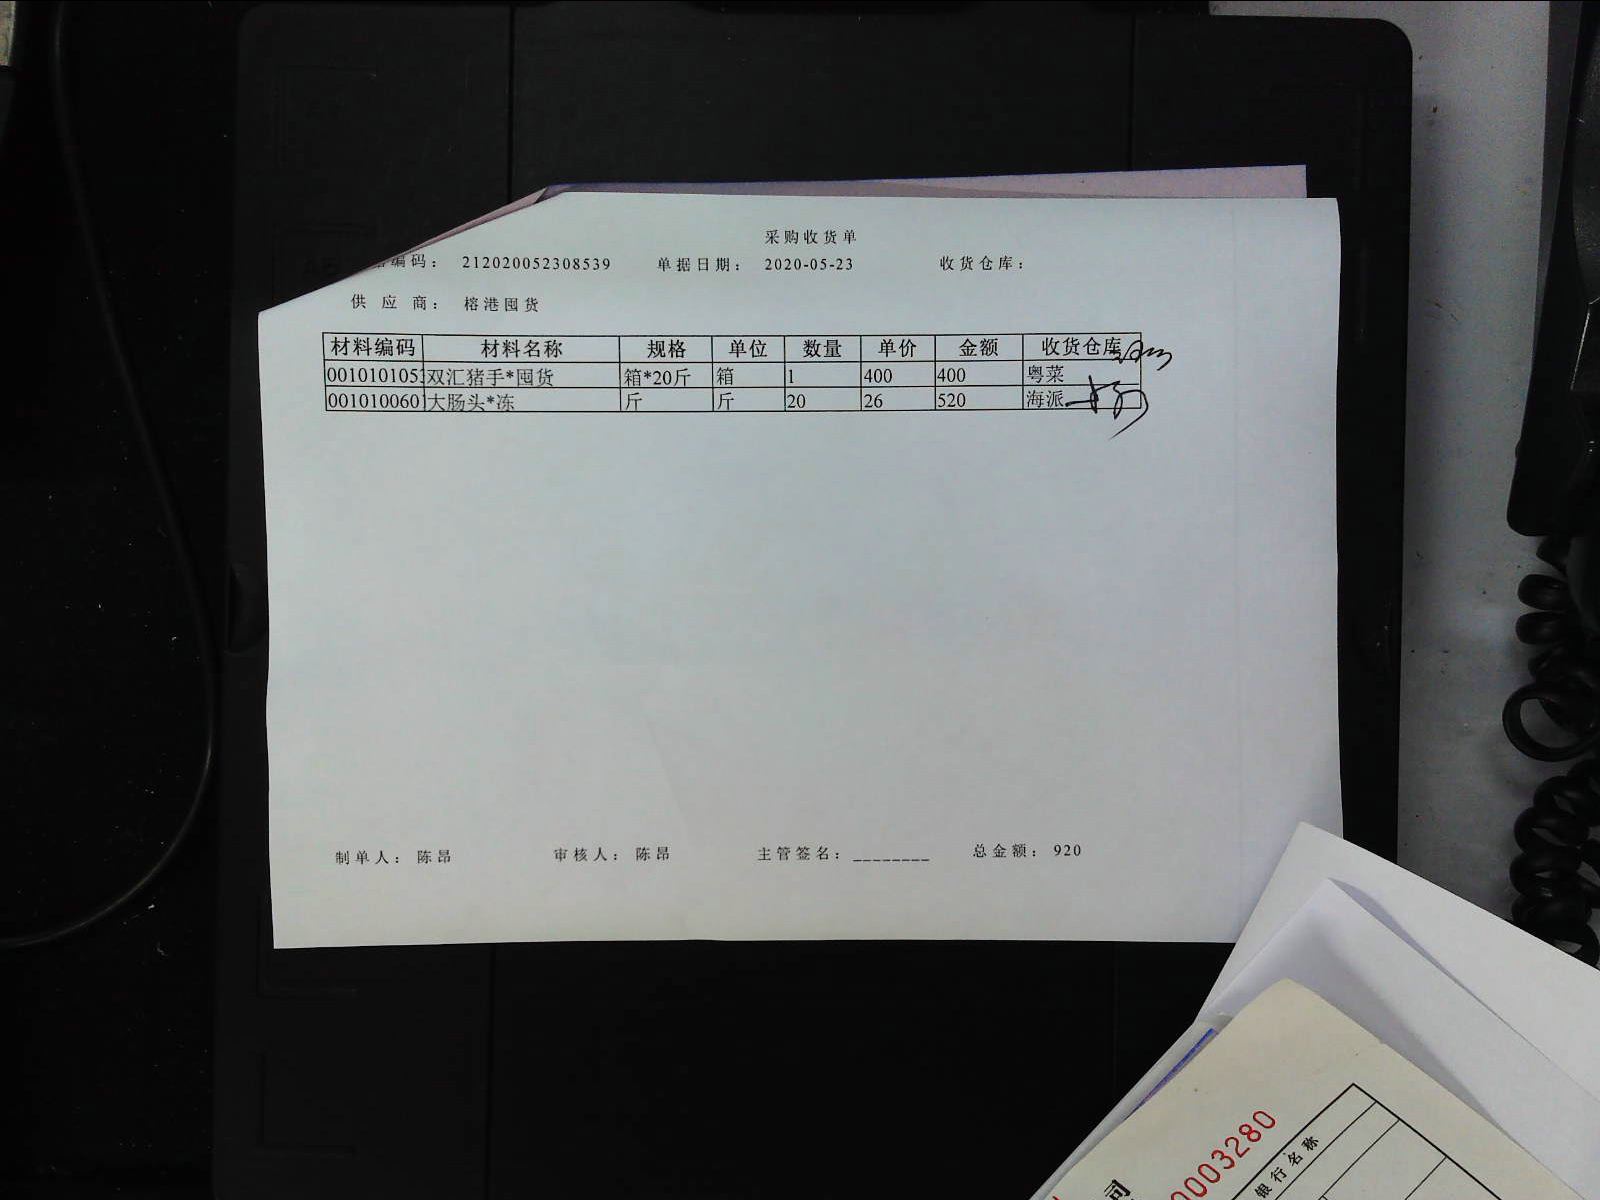 采购收货单
编码: 212020052308539 单据日期: 2020-05-23 收货仓库:
供应商: 榕港囤货
材料编码 材料名称 规格 单位 数量 单价 金额 收货仓库
0010101053 双汇猪手*囤货 箱*20斤 箱 1 400 400 粤菜
001010060 大肠头*冻 斤 斤 20 26 520 海派
制单人: 陈昂 审核人: 陈昂 主管签名: ________ 总金额: 920
0003280
银行名称
司